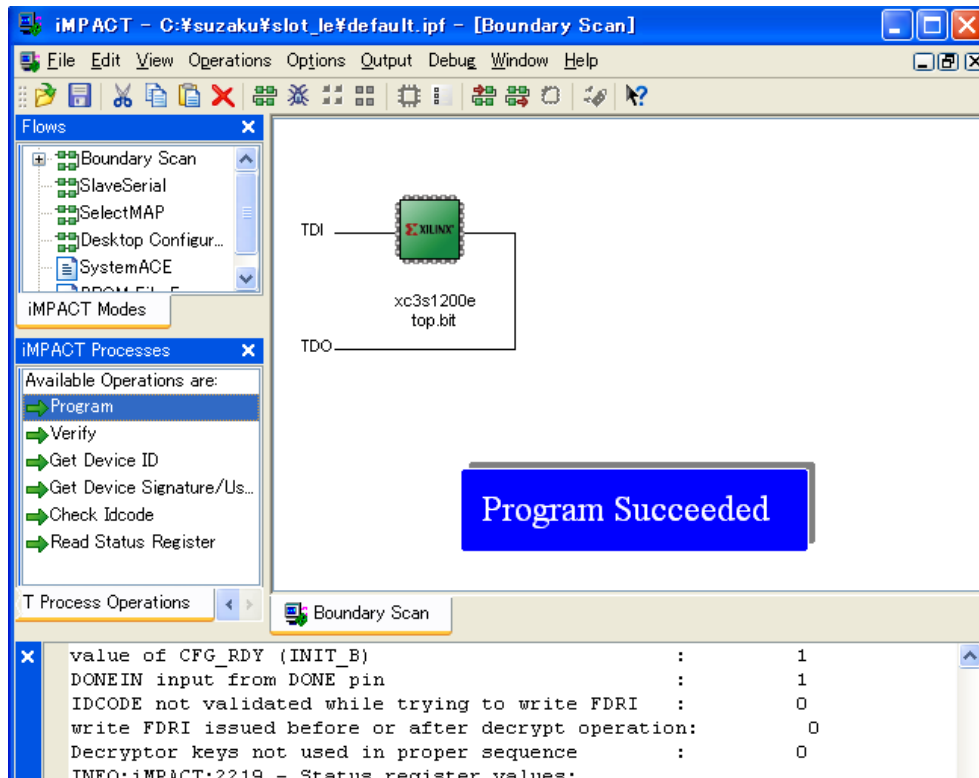 iMPACT - C:¥suzaku¥slot_le¥default.ipf - [Boundary Scan]
File Edit View Operations Options Output Debug Window Help
Flows
Boundary Scan
SlaveSerial
SelectMAP
Desktop Configur...
SystemACE
iMPACT Modes
iMPACT Processes
Available Operations are:
Program
Verify
Get Device ID
Get Device Signature/Us...
Check Idcode
Read Status Register
T Process Operations
TDI
XILINX
xc3s1200e
top.bit
TDO
Program Succeeded
Boundary Scan
value of CFG_RDY (INIT_B) : 1
DONEIN input from DONE pin : 1
IDCODE not validated while trying to write FDRI : 0
write FDRI issued before or after decrypt operation: 0
Decryptor keys not used in proper sequence : 0
INFO:iMPACT:2219 - Status register values: